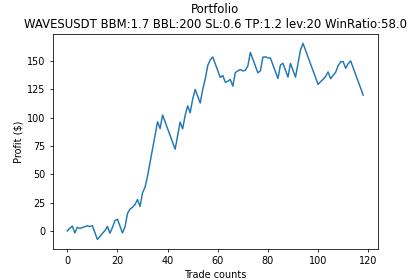 Portfolio
WAVESUSDT BBM:1.7 BBL:200 SL:0.6 TP:1.2 lev:20 WinRatio:58.0
150
125
100
75
50
25
0
Profit ($)
0 20 40 60 80 100 120
Trade counts